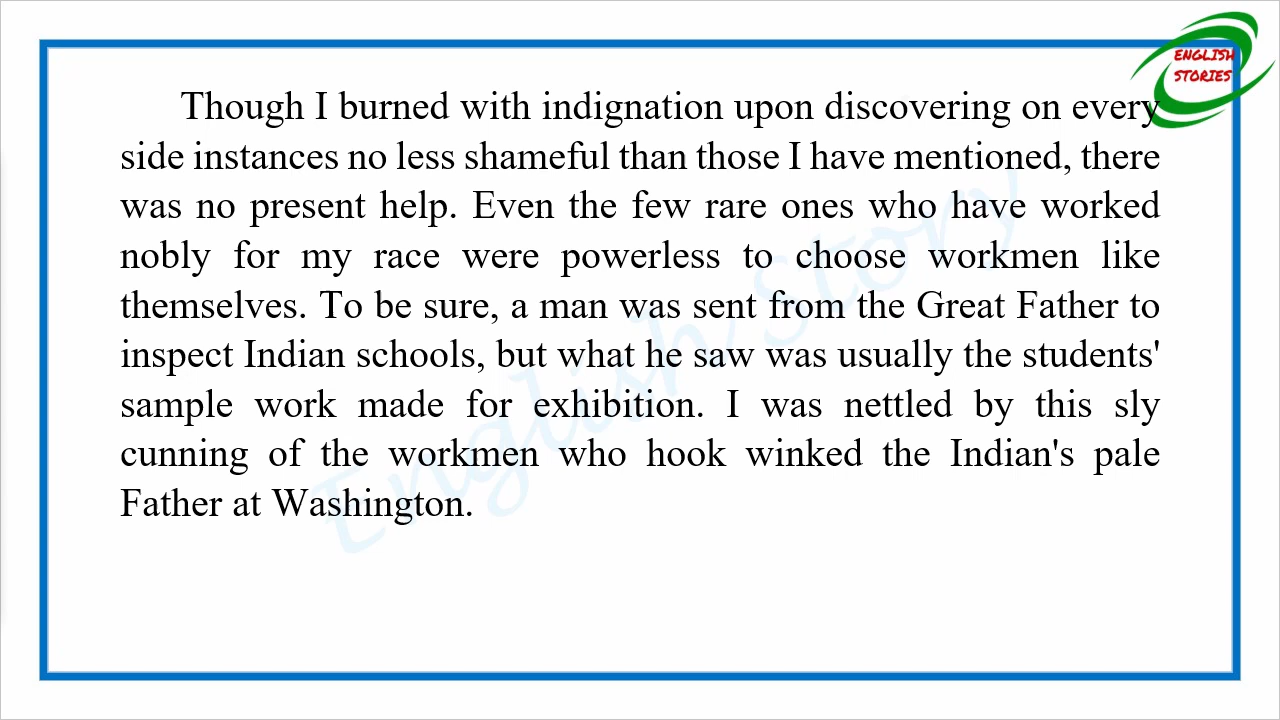 ENGLISH
STORIES
Though I burned with indignation upon discovering on every
side instances no less shameful than those I have mentioned, there
was no present help. Even the few rare ones who have worked
nobly for my race were powerless to choose workmen like
themselves. To be sure, a man was sent from the Great Father to
inspect Indian schools, but what he saw was usually the students'
sample work made for exhibition. I was nettled by this sly
cunning of the workmen who hook winked the Indian's pale
Father at Washington.
English Story